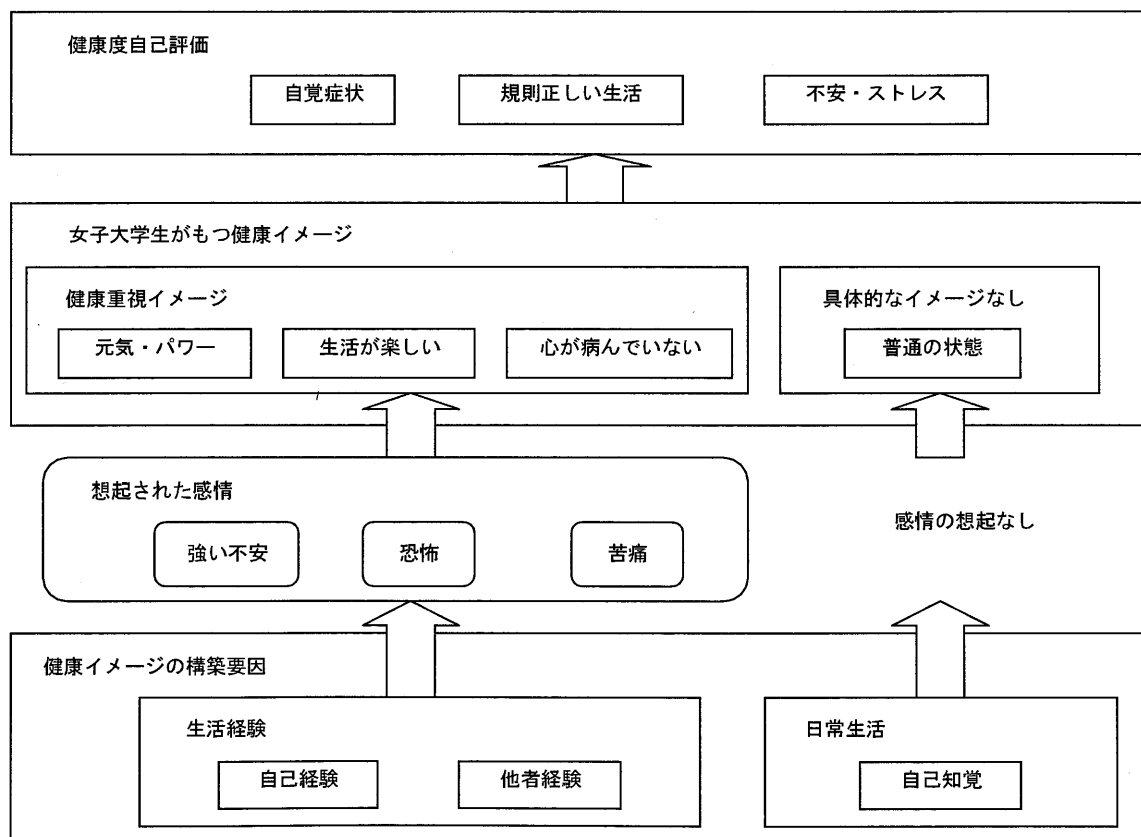 健康度自己評価
自覚症状
規則正しい生活
不安・ストレス
女子大学生がもつ健康イメージ
健康重視イメージ
元気・パワー
生活が楽しい
心が病んでいない
具体的なイメージなし
普通の状態
想起された感情
強い不安
恐怖
苦痛
感情の想起なし
健康イメージの構築要因
生活経験
自己経験
他者経験
日常生活
自己知覚